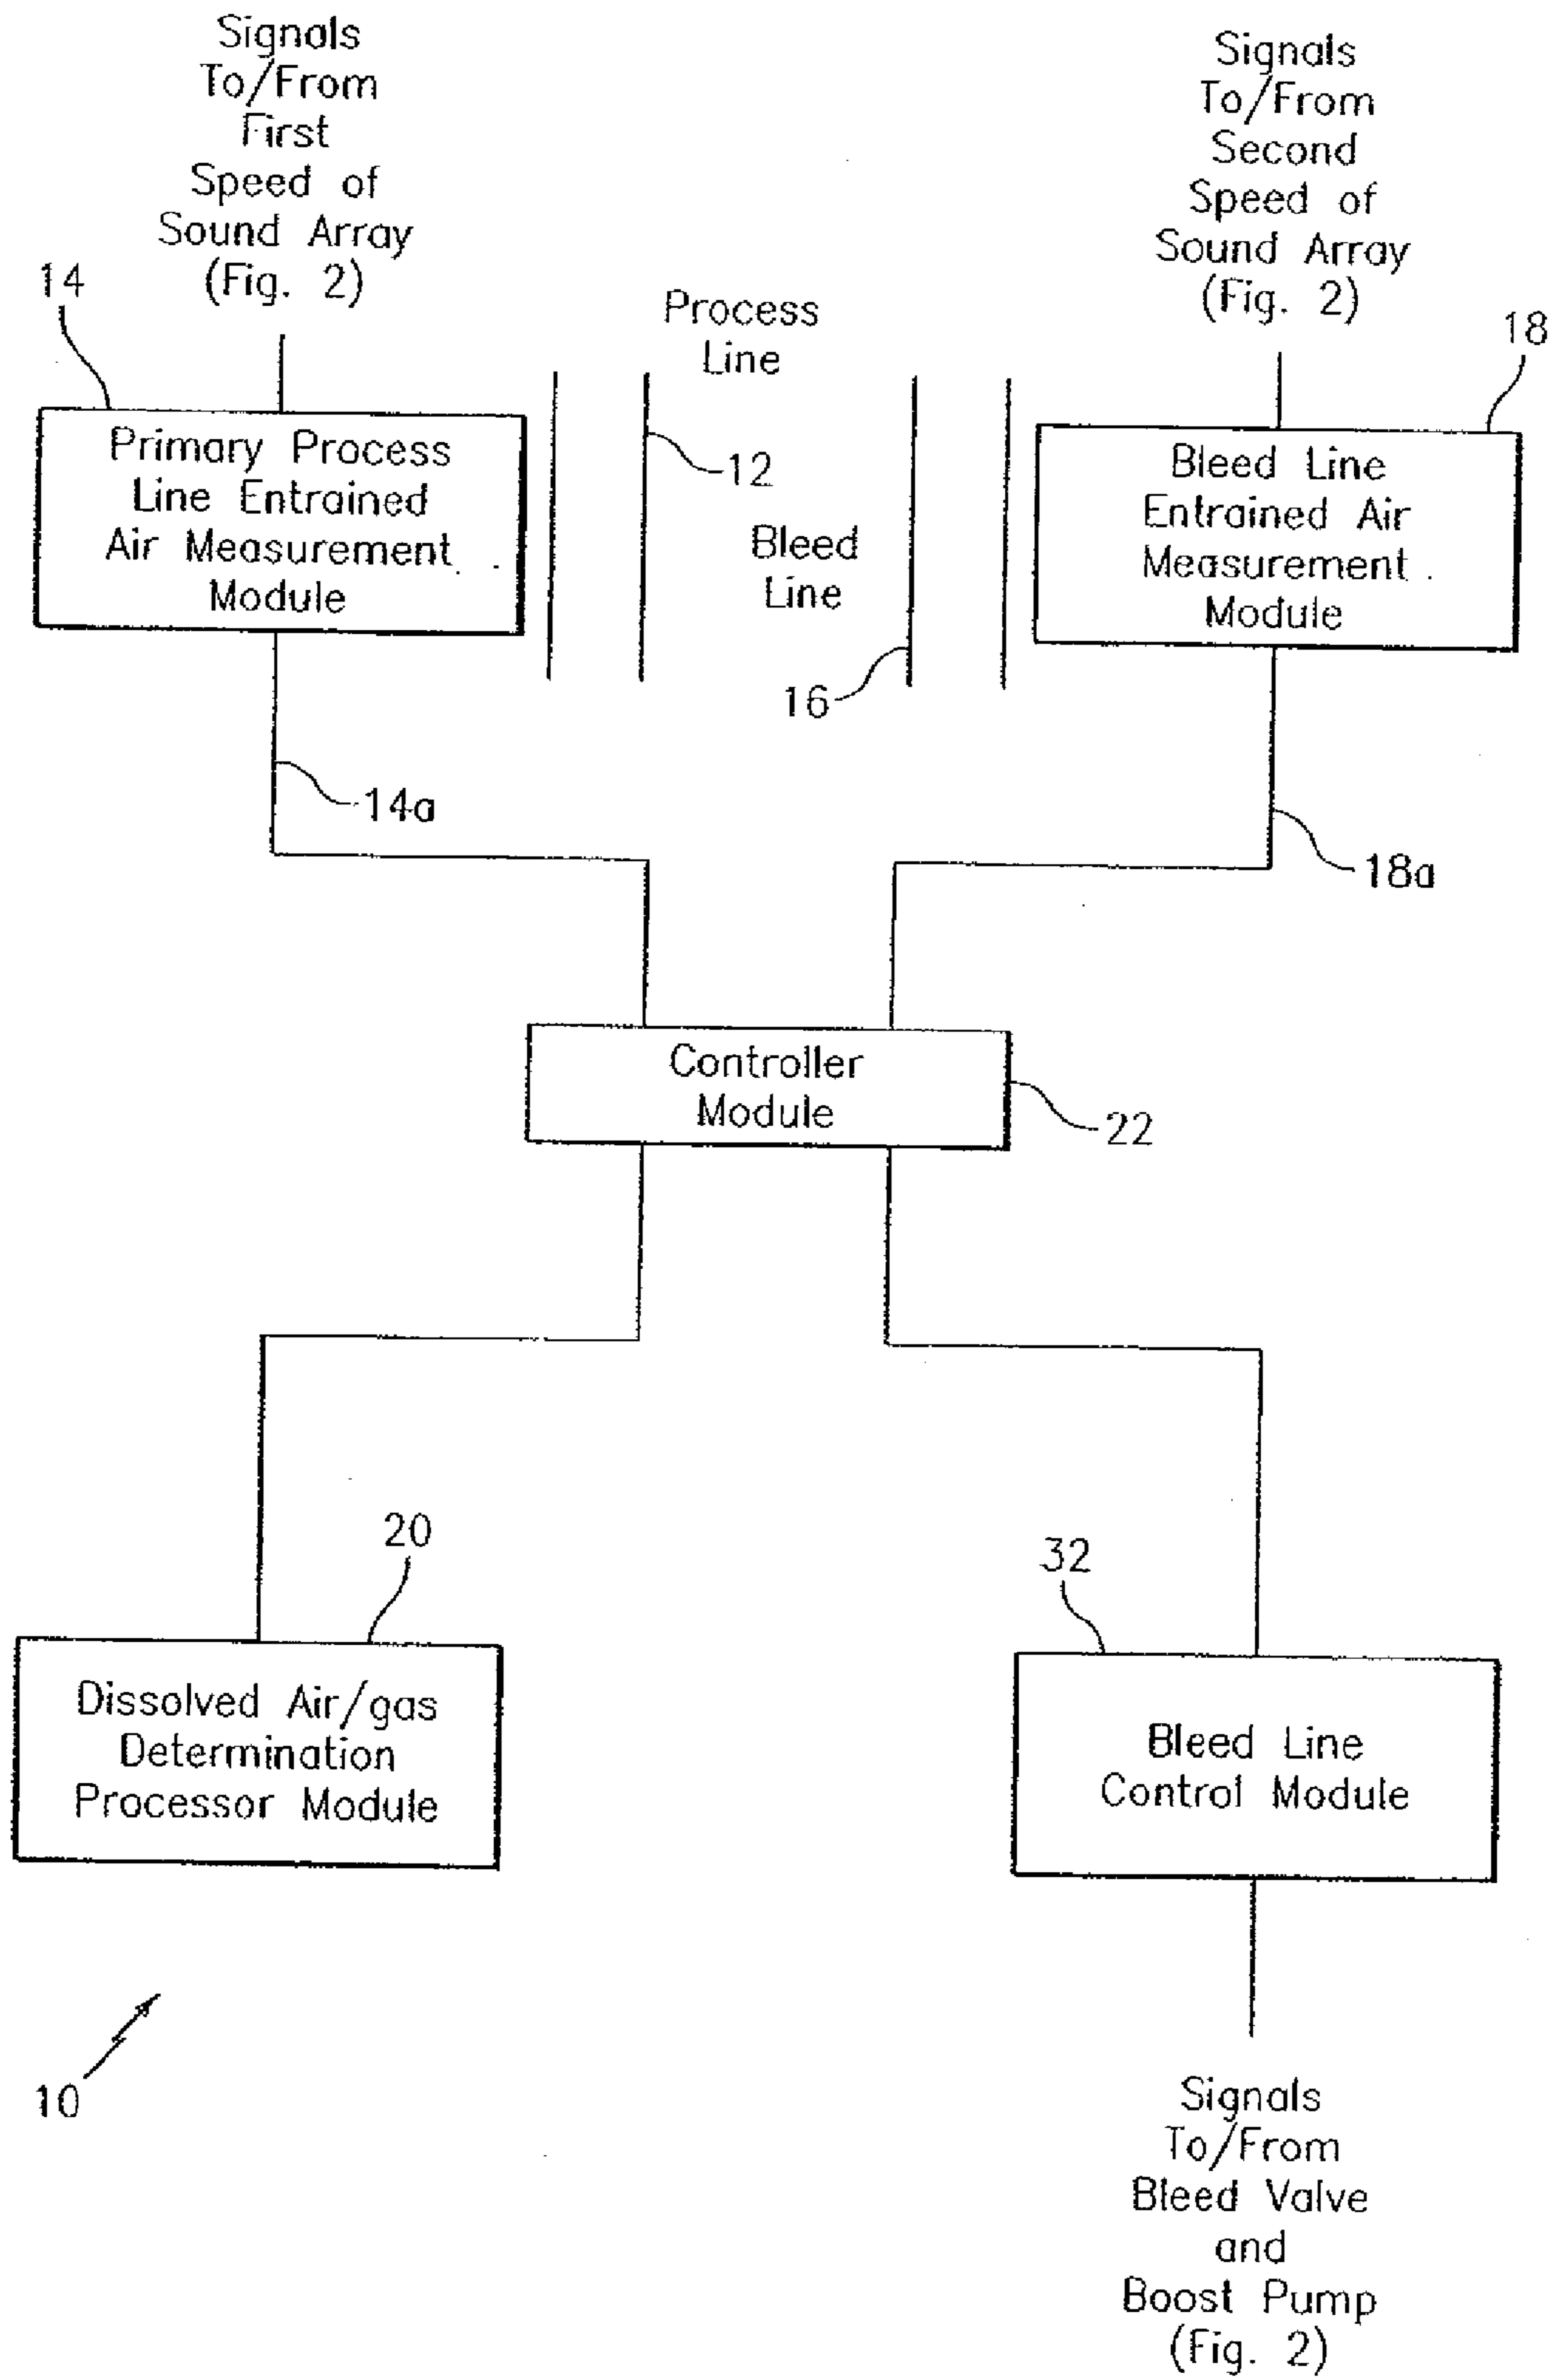 Signals
To/From
First
Speed of
Sound Array
(Fig. 2)
Signals
To/From
Second
Speed of
Sound Array
(Fig. 2)
14
Process
Line
18
Primary Process
Line Entrained
Air Measurement
Module
12
Bleed
Line
16
Bleed Line
Entrained Air
Measurement
Module
14a
18a
Controller
Module
22
20
32
Dissolved Air/gas
Determination
Processor Module
Bleed Line
Control Module
10
Signals
To/From
Bleed Valve
and
Boost Pump
(Fig. 2)